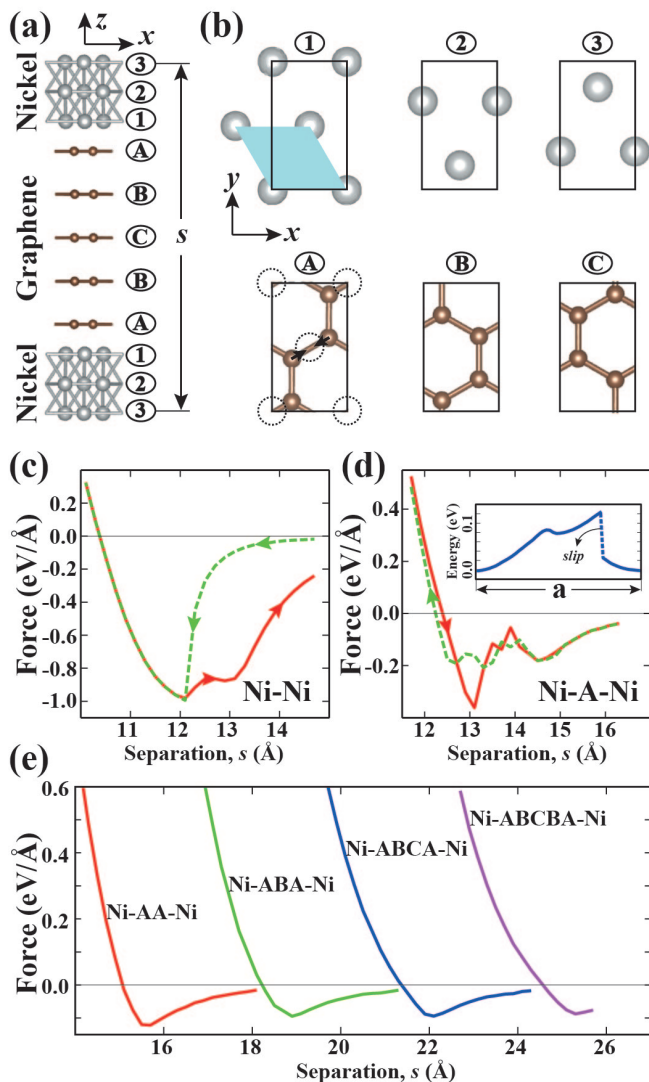 (a)
z
x
Nickel
3
2
1
Graphene
A
B
C
B
A
s
Nickel
1
2
3
(b)
1
2
3
y
x
A
B
C
(c)
Force (eV/Å)
0.2
0.0
-0.2
-0.4
-0.6
-0.8
-1.0
11 12 13 14
Ni-Ni
Separation, s (Å)
(d)
Force (eV/Å)
0.4
0.2
0.0
-0.2
12 13 14 15 16
Energy (eV)
0.1
0.0
slip
a
Ni-A-Ni
Separation, s (Å)
(e)
Force (eV/Å)
0.6
0.4
0.2
0.0
Ni-AA-Ni
Ni-ABA-Ni
Ni-ABCA-Ni
Ni-ABCBA-Ni
16 18 20 22 24 26
Separation, s (Å)